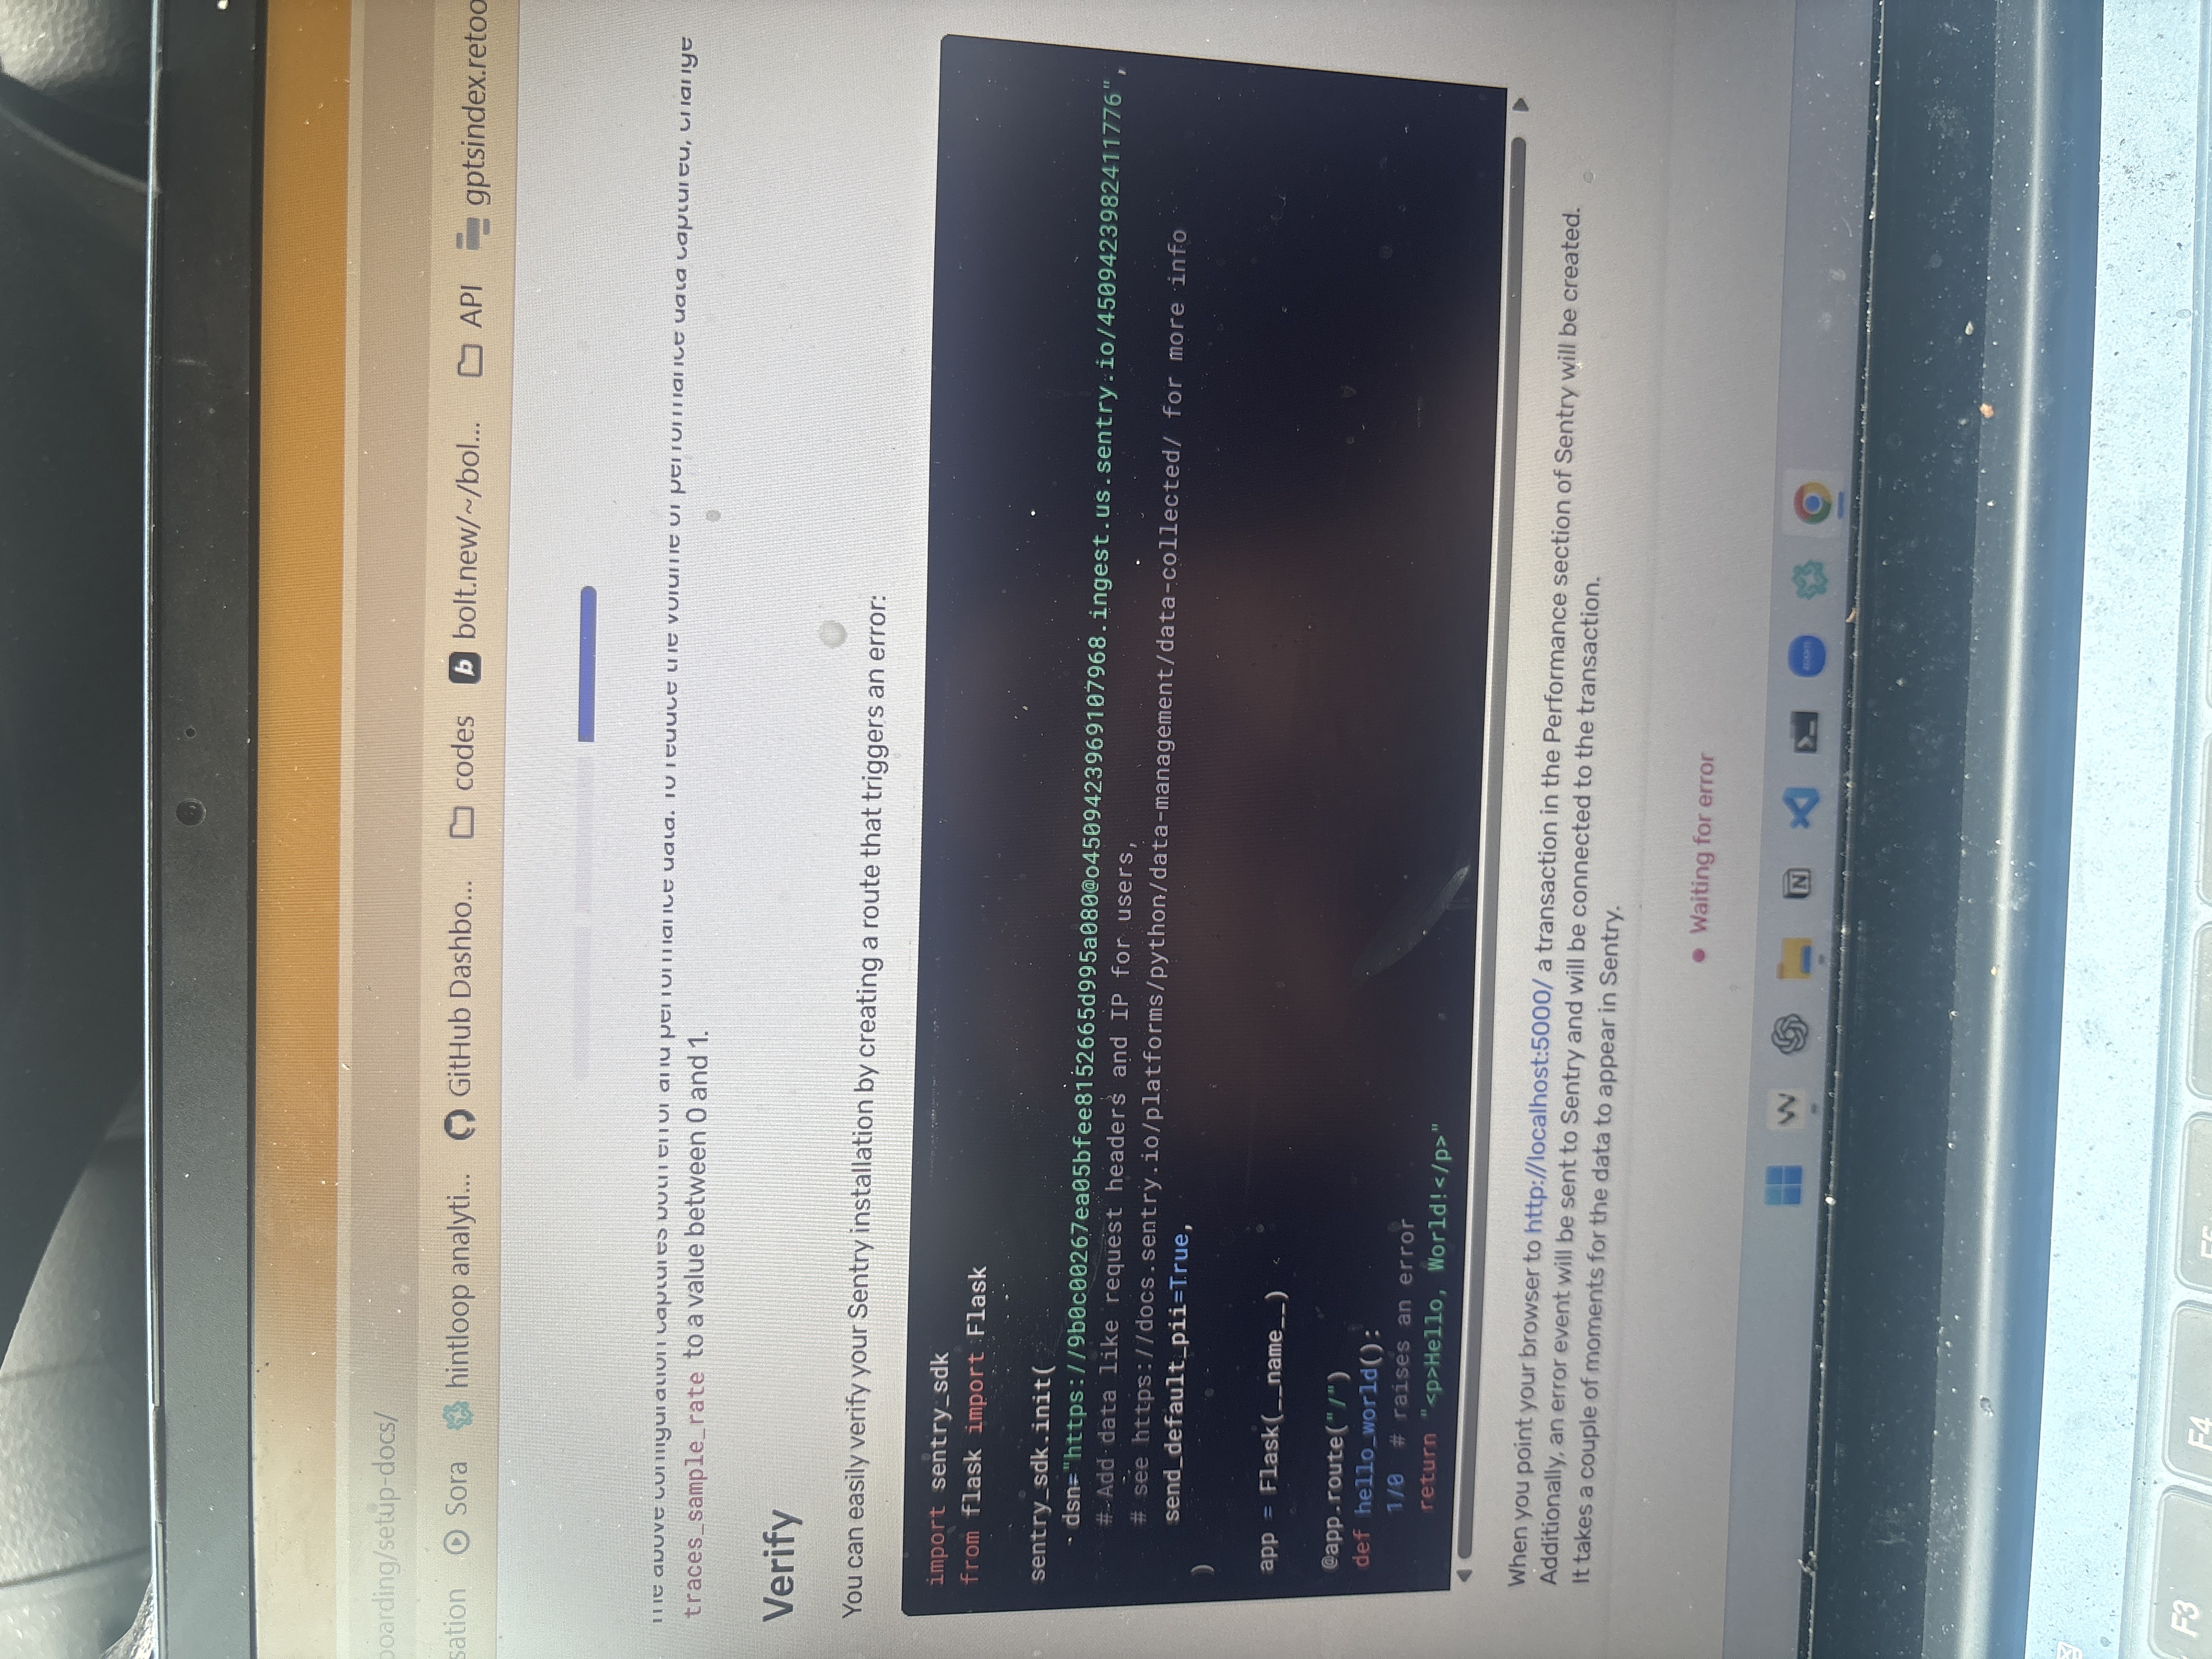 boarding/setup-docs/
sation Sora hintloop analyti... GitHub Dashbo... codes bolt.new/~/bol... API gptsindex.retoo
The above configuration captures both error and performance data. To reduce the volume of performance data captured, change
traces_sample_rate to a value between 0 and 1.
Verify
You can easily verify your Sentry installation by creating a route that triggers an error:
import sentry_sdk
from flask import Flask
sentry_sdk.init(
dsn="https://9b0c00267ea05bfee8152665d995a080@o4509423969107968.ingest.us.sentry.io/4509423982411776",
# Add data like request headers and IP for users,
# see https://docs.sentry.io/platforms/python/data-management/data-collected/ for more info
send_default_pii=True,
)
app = Flask(__name__)
@app.route("/")
def hello_world():
1/0 # raises an error
return "<p>Hello, World!</p>"
When you point your browser to http://localhost:5000/ a transaction in the Performance section of Sentry will be created.
Additionally, an error event will be sent to Sentry and will be connected to the transaction.
It takes a couple of moments for the data to appear in Sentry.
Waiting for error
zoom
F3
F4